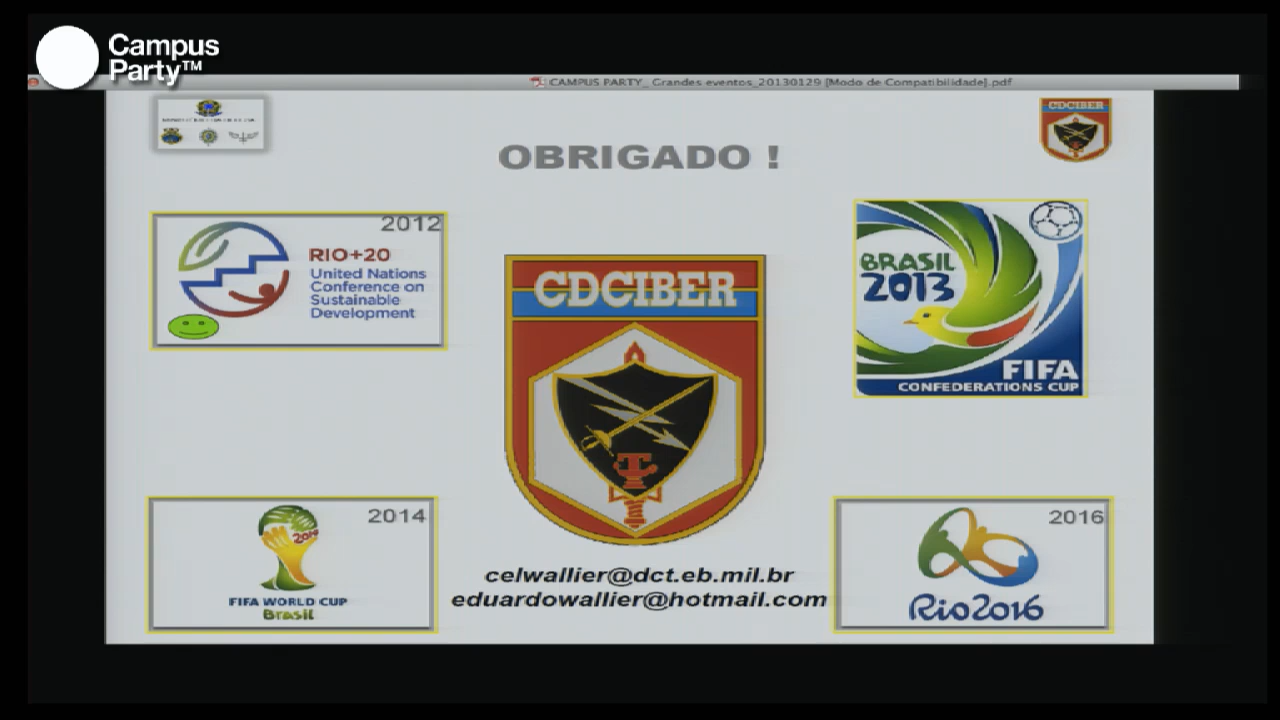 Campus
Party™
CAMPUS PARTY_ Grandes eventos_20130129 [Modo de Compatibilidade].pdf
CDCIBER
OBRIGADO !
2012
RIO+20
United Nations
Conference on
Sustainable
Development
CDCIBER
BRASIL
2013
FIFA
CONFEDERATIONS CUP
2014
2014
FIFA WORLD CUP
Brasil
celwallier@dct.eb.mil.br
eduardowallier@hotmail.com
2016
Rio2016